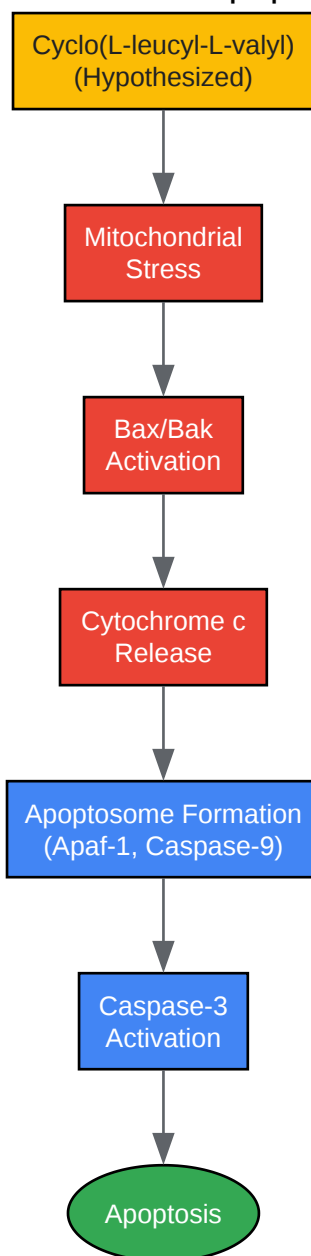 Cyclo(L-leucyl-L-valyl)
(Hypothesized)
Mitochondrial
Stress
Bax/Bak
Activation
Cytochrome c
Release
Apoptosome Formation
(Apaf-1, Caspase-9)
Caspase-3
Activation
Apoptosis